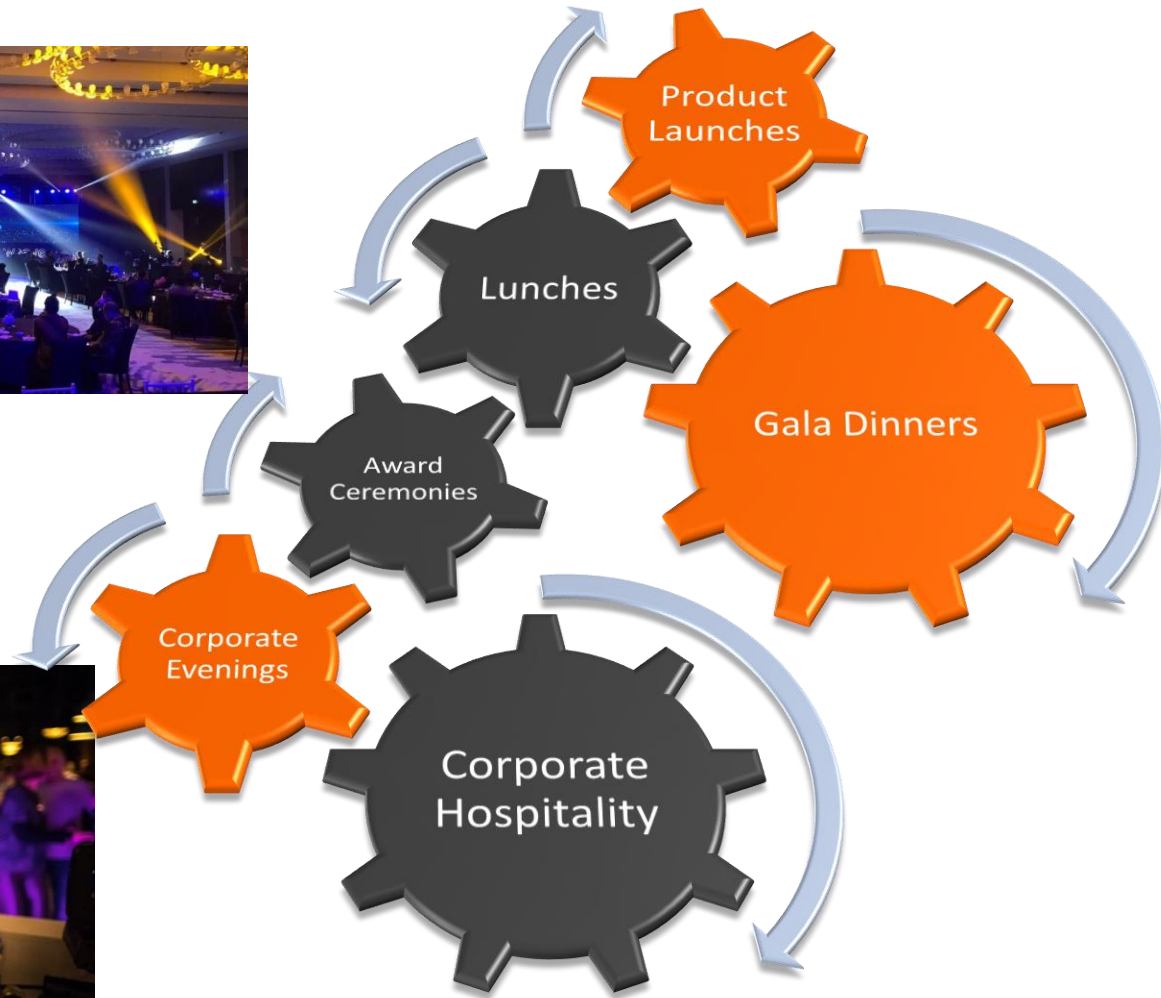 Product
Launches
Lunches
Gala Dinners
Award
Ceremonies
Corporate
Evenings
Corporate
Hospitality